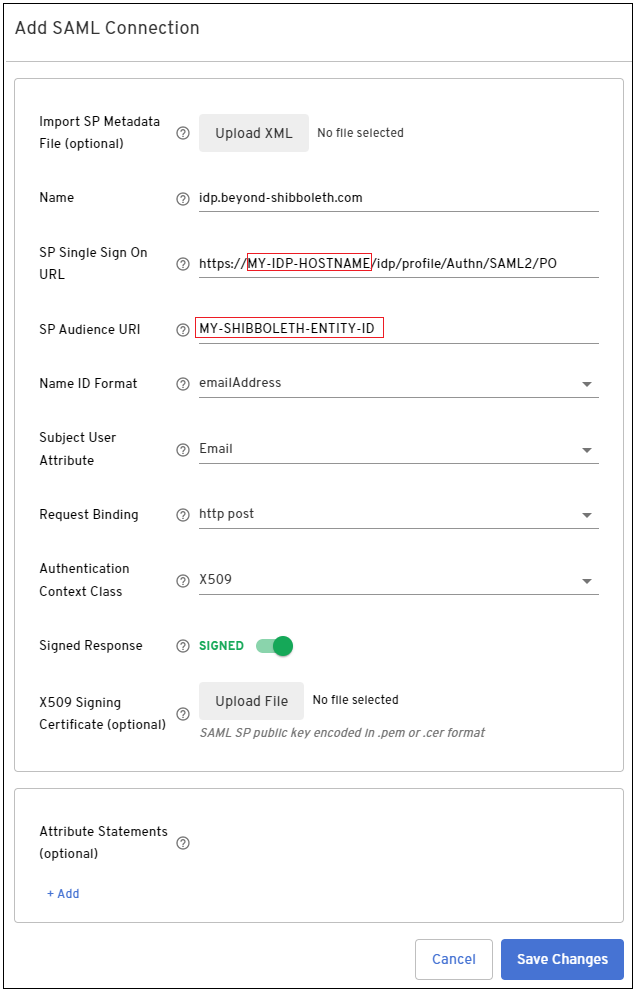 Add SAML Connection
Import SP Metadata
File (optional)
Upload XML
No file selected
Name
idp.beyond-shibboleth.com
SP Single Sign On
URL
https://MY-IDP-HOSTNAME/idp/profile/Authn/SAML2/PO
SP Audience URI
MY-SHIBBOLETH-ENTITY-ID
Name ID Format
emailAddress
Subject User
Attribute
Email
Request Binding
http post
Authentication
Context Class
X509
Signed Response
SIGNED
X509 Signing
Certificate (optional)
Upload File
No file selected
SAML SP public key encoded in .pem or .cer format
Attribute Statements
(optional)
+ Add
Cancel
Save Changes